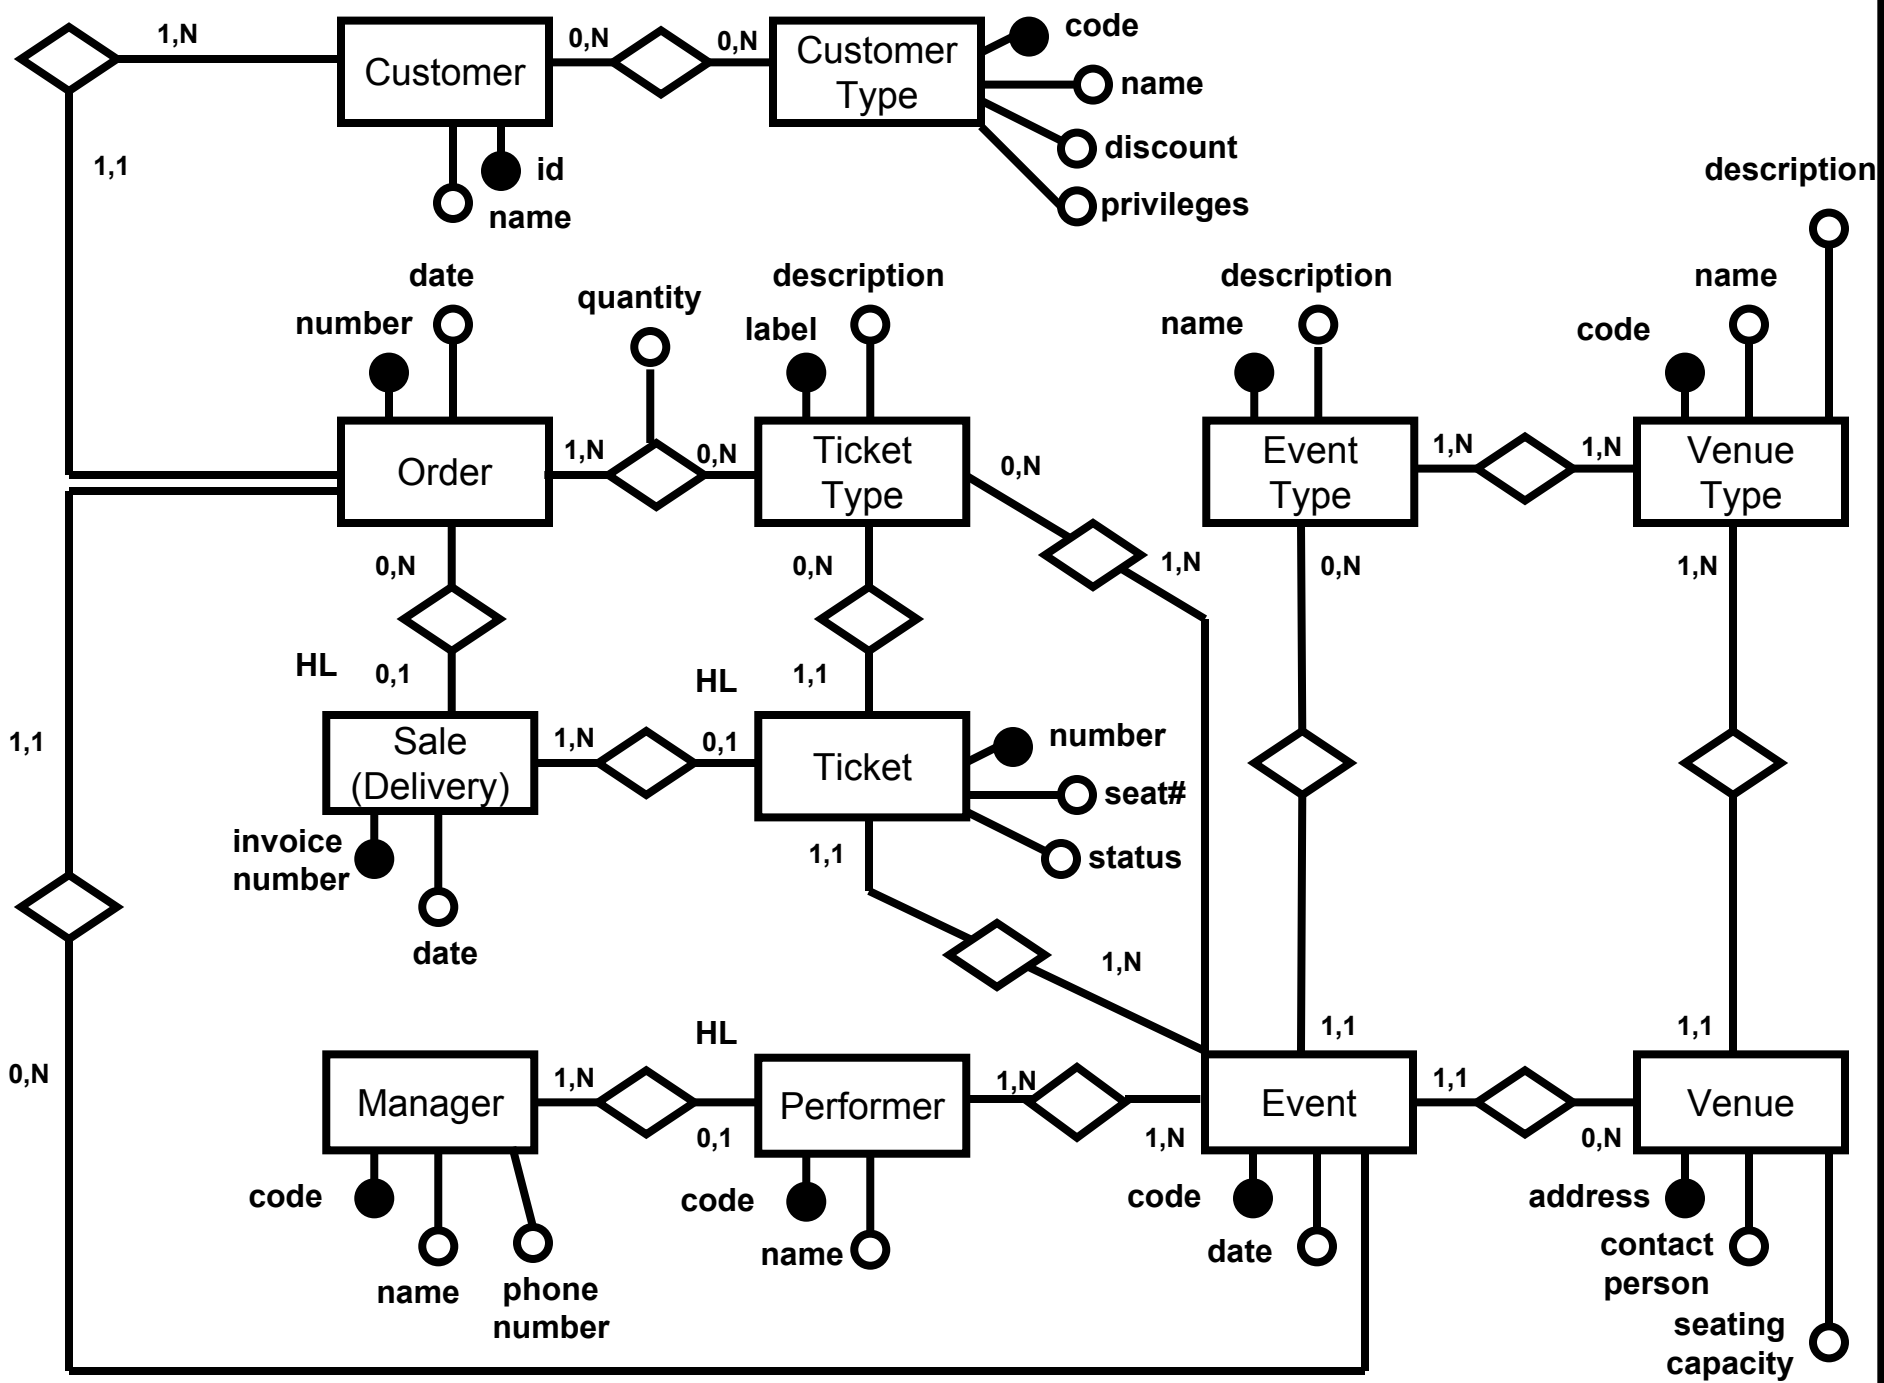 code
1,N
0,N
0,N
Customer
Customer
Type
name
discount
1,1
id
privileges
name
description
date
quantity
description
description
name
number
label
name
code
Order
1,N
0,N
Ticket
Type
0,N
Event
Type
1,N
1,N
Venue
Type
0,N
0,N
1,N
0,N
1,N
HL
0,1
HL
1,1
1,1
Sale
(Delivery)
1,N
0,1
Ticket
number
seat#
status
invoice
number
1,1
date
1,N
0,N
HL
1,1
1,1
Manager
1,N
0,1
Performer
1,N
1,N
Event
1,1
0,N
Venue
code
name
phone
number
code
name
code
date
address
contact
person
seating
capacity